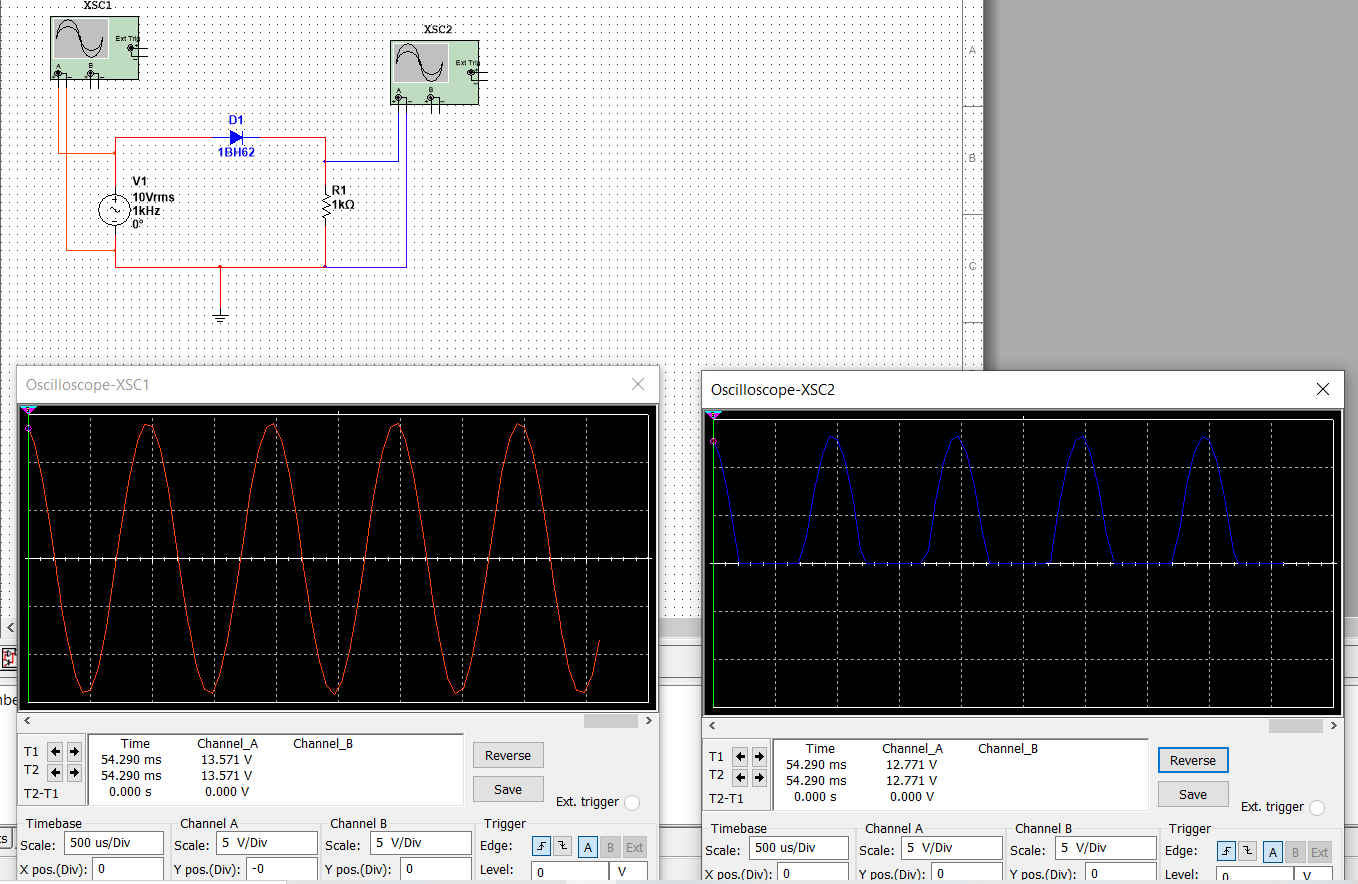 XSC1
Ext Trig
A B
XSC2
Ext Trig
A B
A
D1
1BH62
B
V1
10Vrms
1kHz
0°
R1
1kΩ
C
Oscilloscope-XSC1
Time Channel_A Channel_B
T1 54.290 ms 13.571 V
T2 54.290 ms 13.571 V
T2-T1 0.000 s 0.000 V
Reverse
Save
Ext. trigger
Timebase Channel A Channel B Trigger
Scale: 500 us/Div Scale: 5 V/Div Scale: 5 V/Div Edge: A B Ext
X pos.(Div): 0 Y pos.(Div): -0 Y pos.(Div): 0 Level: 0 V
Oscilloscope-XSC2
Time Channel_A Channel_B
T1 54.290 ms 12.771 V
T2 54.290 ms 12.771 V
T2-T1 0.000 s 0.000 V
Reverse
Save
Ext. trigger
Timebase Channel A Channel B Trigger
Scale: 500 us/Div Scale: 5 V/Div Scale: 5 V/Div Edge: A B Ext
X pos.(Div): 0 Y pos.(Div): 0 Y pos.(Div): 0 Level: 0 V